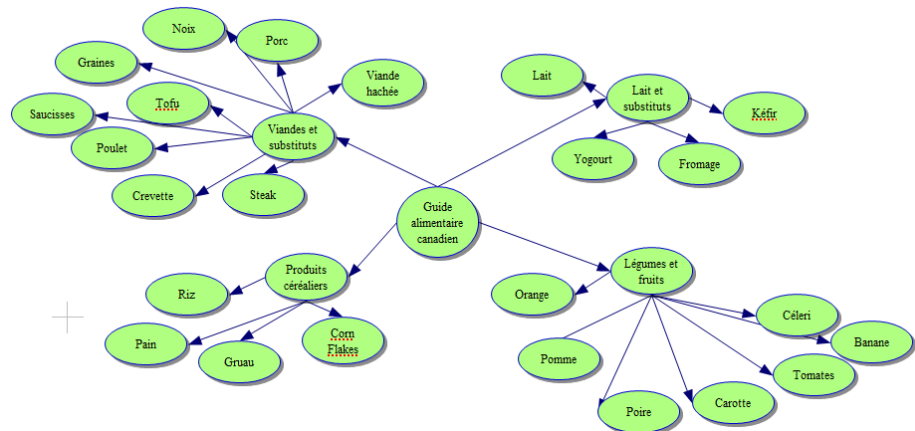 Noix
Porc
Graines
Viande
hachée
Tofu
Saucisses
Viandes et
substituts
Poulet
Crevette
Steak
Lait
Lait et
substituts
Kéfir
Yogourt
Fromage
Guide
alimentaire
canadien
Produits
céréaliers
Riz
Pain
Gruau
Corn
Flakes
Légumes et
fruits
Orange
Céleri
Banane
Pomme
Tomates
Carotte
Poire